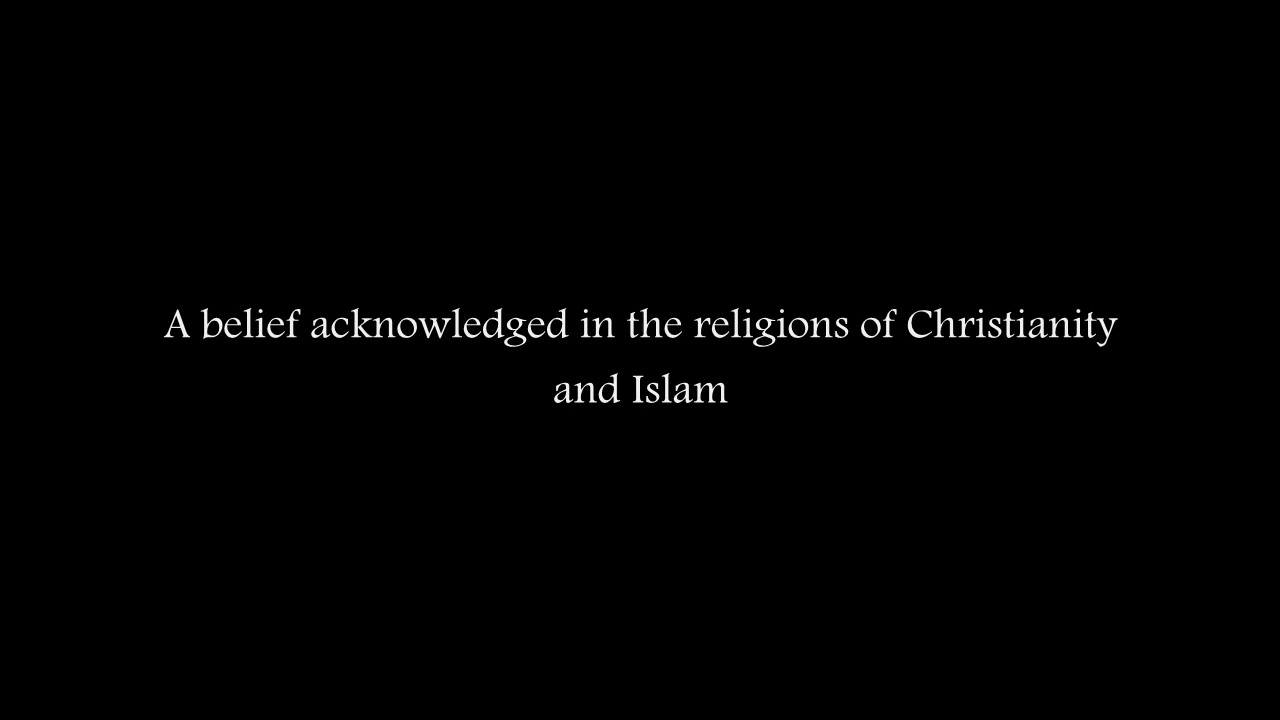 A belief acknowledged in the religions of Christianity
and Islam